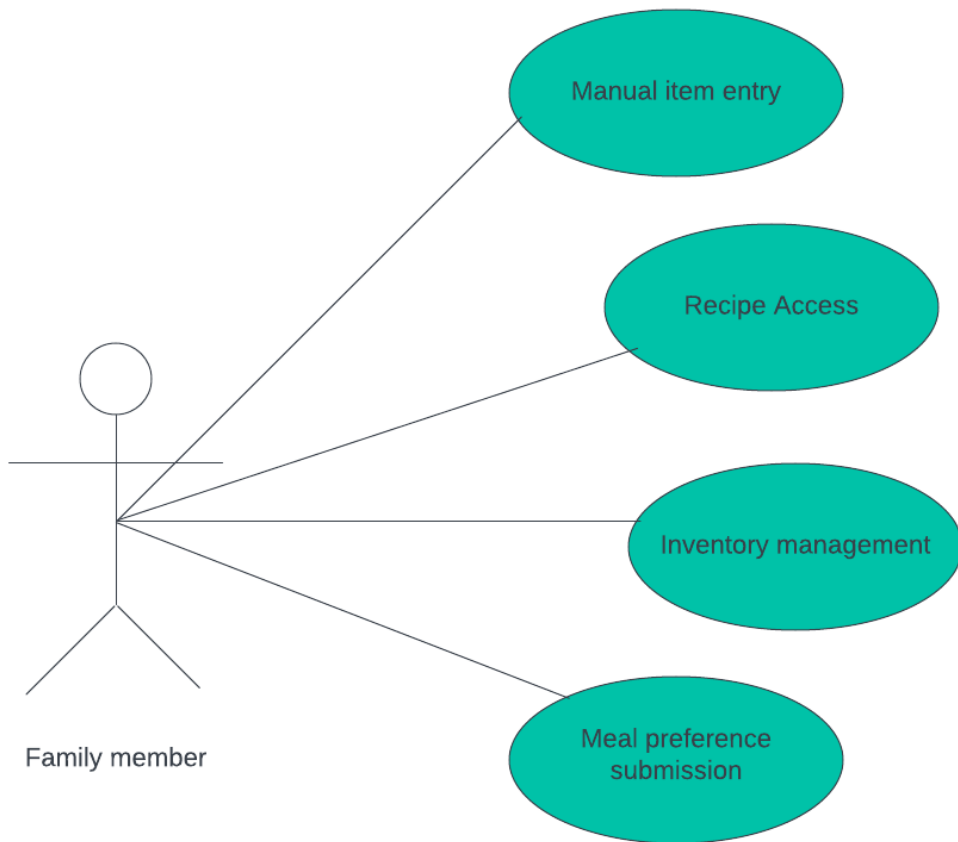 Manual item entry
Recipe Access
Inventory management
Meal preference
submission
Family member